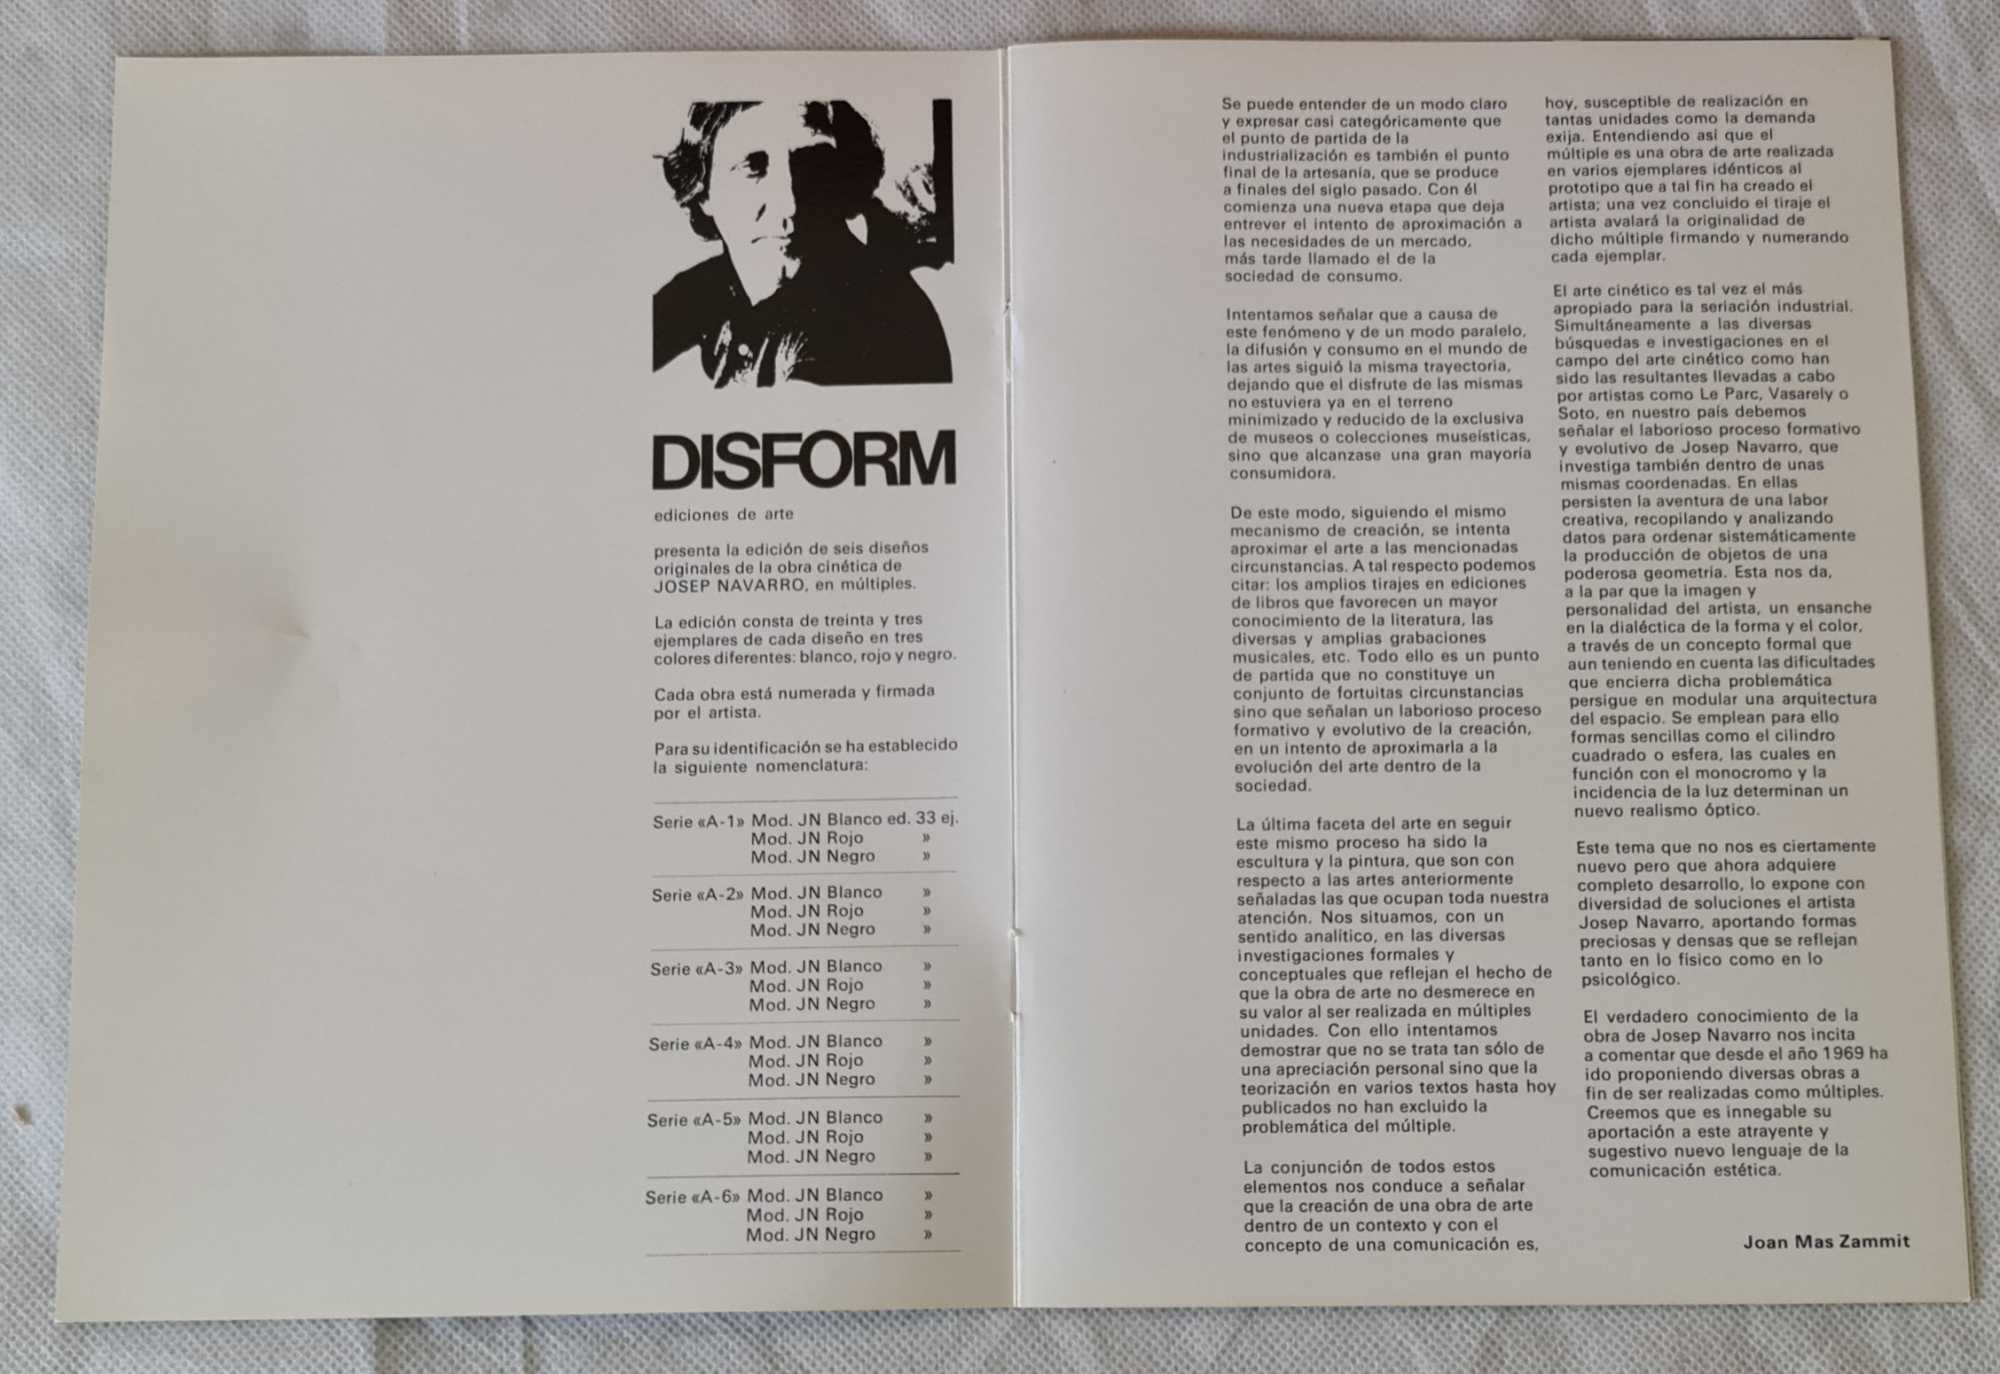 DISFORM
ediciones de arte
presenta la edición de seis diseños
originales de la obra cinética de
JOSEP NAVARRO, en múltiples.
La edición consta de treinta y tres
ejemplares de cada diseño en tres
colores diferentes: blanco, rojo y negro.
Cada obra está numerada y firmada
por el artista.
Para su identificación se ha establecido
la siguiente nomenclatura:
Serie «A-1» Mod. JN Blanco ed. 33 ej.
Mod. JN Rojo »
Mod. JN Negro »
Serie «A-2» Mod. JN Blanco »
Mod. JN Rojo »
Mod. JN Negro »
Serie «A-3» Mod. JN Blanco »
Mod. JN Rojo »
Mod. JN Negro »
Serie «A-4» Mod. JN Blanco »
Mod. JN Rojo »
Mod. JN Negro »
Serie «A-5» Mod. JN Blanco »
Mod. JN Rojo »
Mod. JN Negro »
Serie «A-6» Mod. JN Blanco »
Mod. JN Rojo »
Mod. JN Negro »
Se puede entender de un modo claro
y expresar casi categóricamente que
el punto de partida de la
industrialización es también el punto
final de la artesanía, que se produce
a finales del siglo pasado. Con él
comienza una nueva etapa que deja
entrever el intento de aproximación a
las necesidades de un mercado,
más tarde llamado el de la
sociedad de consumo.
Intentamos señalar que a causa de
este fenómeno y de un modo paralelo,
la difusión y consumo en el mundo de
las artes siguió la misma trayectoria,
dejando que el disfrute de las mismas
no estuviera ya en el terreno
minimizado y reducido de la exclusiva
de museos o colecciones museísticas,
sino que alcanzase una gran mayoría
consumidora.
De este modo, siguiendo el mismo
mecanismo de creación, se intenta
aproximar el arte a las mencionadas
circunstancias. A tal respecto podemos
citar: los amplios tirajes en ediciones
de libros que favorecen un mayor
conocimiento de la literatura, las
diversas y amplias grabaciones
musicales, etc. Todo ello es un punto
de partida que no constituye un
conjunto de fortuitas circunstancias
sino que señalan un laborioso proceso
formativo y evolutivo de la creación,
en un intento de aproximarla a la
evolución del arte dentro de la
sociedad.
La última faceta del arte en seguir
este mismo proceso ha sido la
escultura y la pintura, que son con
respecto a las artes anteriormente
señaladas las que ocupan toda nuestra
atención. Nos situamos, con un
sentido analítico, en las diversas
investigaciones formales y
conceptuales que reflejan el hecho de
que la obra de arte no desmerece en
su valor al ser realizada en múltiples
unidades. Con ello intentamos
demostrar que no se trata tan sólo de
una apreciación personal sino que la
teorización en varios textos hasta hoy
publicados no han excluido la
problemática del múltiple.
La conjunción de todos estos
elementos nos conduce a señalar
que la creación de una obra de arte
dentro de un contexto y con el
concepto de una comunicación es,
hoy, susceptible de realización en
tantas unidades como la demanda
exija. Entendiendo así que el
múltiple es una obra de arte realizada
en varios ejemplares idénticos al
prototipo que a tal fin ha creado el
artista; una vez concluido el tiraje el
artista avalará la originalidad de
dicho múltiple firmando y numerando
cada ejemplar.
El arte cinético es tal vez el más
apropiado para la seriación industrial.
Simultáneamente a las diversas
búsquedas e investigaciones en el
campo del arte cinético como han
sido las resultantes llevadas a cabo
por artistas como Le Parc, Vasarely o
Soto, en nuestro país debemos
señalar el laborioso proceso formativo
y evolutivo de Josep Navarro, que
investiga también dentro de unas
mismas coordenadas. En ellas
persisten la aventura de una labor
creativa, recopilando y analizando
datos para ordenar sistemáticamente
la producción de objetos de una
poderosa geometría. Esta nos da,
a la par que la imagen y
personalidad del artista, un ensanche
en la dialéctica de la forma y el color,
a través de un concepto formal que
aun teniendo en cuenta las dificultades
que encierra dicha problemática
persigue en modular una arquitectura
del espacio. Se emplean para ello
formas sencillas como el cilindro
cuadrado o esfera, las cuales en
función con el monocromo y la
incidencia de la luz determinan un
nuevo realismo óptico.
Este tema que no nos es ciertamente
nuevo pero que ahora adquiere
completo desarrollo, lo expone con
diversidad de soluciones el artista
Josep Navarro, aportando formas
preciosas y densas que se reflejan
tanto en lo físico como en lo
psicológico.
El verdadero conocimiento de la
obra de Josep Navarro nos incita
a comentar que desde el año 1969 ha
ido proponiendo diversas obras a
fin de ser realizadas como múltiples.
Creemos que es innegable su
aportación a este atrayente y
sugestivo nuevo lenguaje de la
comunicación estética.
Joan Mas Zammit